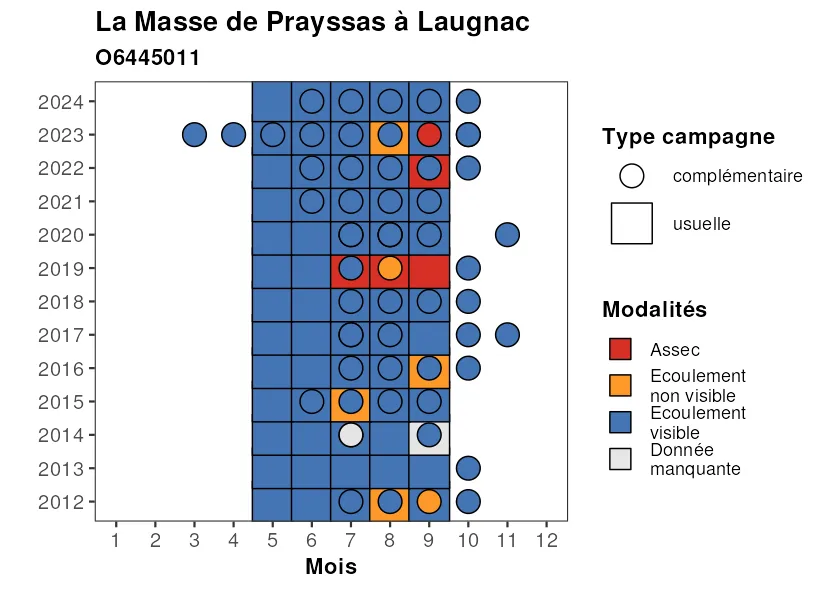 La Masse de Prayssas à Laugnac
O6445011
2024
2023
2022
2021
2020
2019
2018
2017
2016
2015
2014
2013
2012
1 2 3 4 5 6 7 8 9 10 11 12
Mois
Type campagne
complémentaire
usuelle
Modalités
Assec
Ecoulement
non visible
Ecoulement
visible
Donnée
manquante